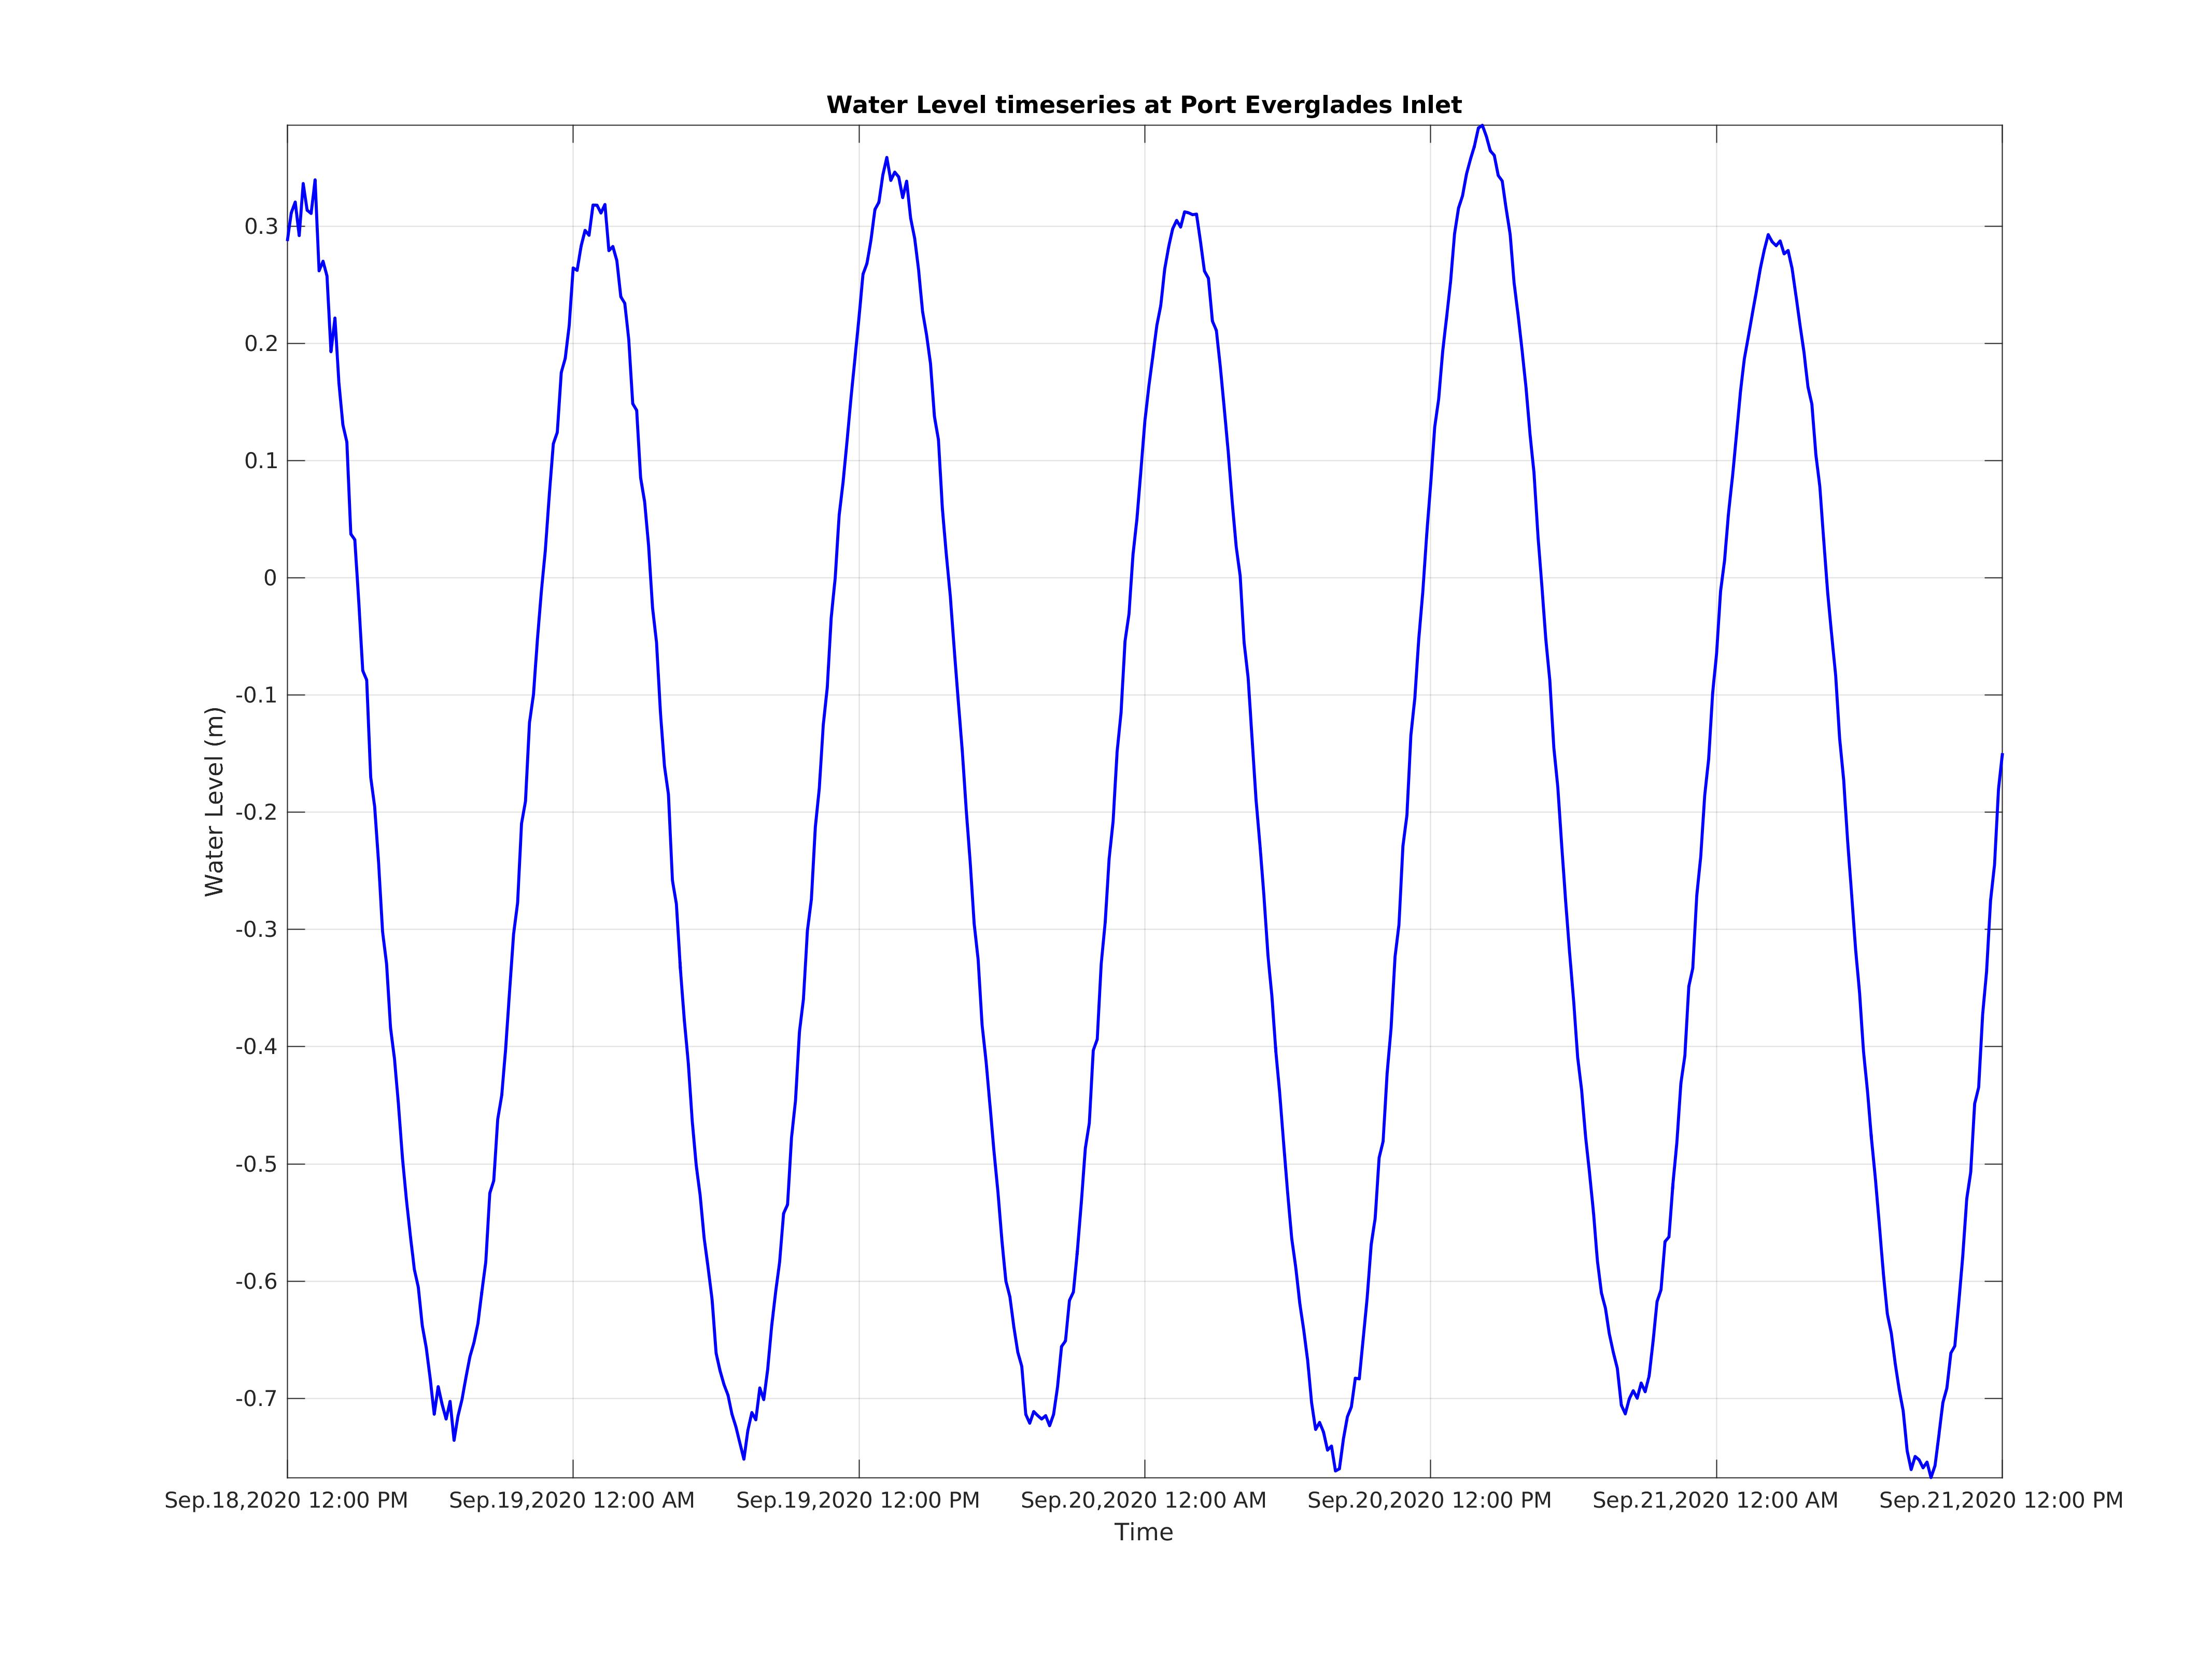 Water Level timeseries at Port Everglades Inlet
0.3
0.2
0.1
0
-0.1
-0.2
-0.3
-0.4
-0.5
-0.6
-0.7
Water Level (m)
Sep.18,2020 12:00 PM Sep.19,2020 12:00 AM Sep.19,2020 12:00 PM Sep.20,2020 12:00 AM Sep.20,2020 12:00 PM Sep.21,2020 12:00 AM Sep.21,2020 12:00 PM
Time